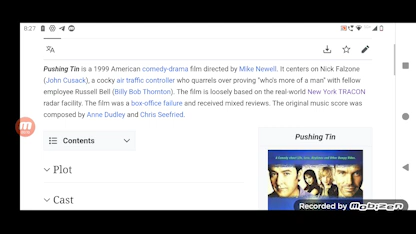 8:27
Pushing Tin is a 1999 American comedy-drama film directed by Mike Newell. It centers on Nick Falzone
(John Cusack), a cocky air traffic controller who quarrels over proving "who's more of a man" with fellow
employee Russell Bell (Billy Bob Thornton). The film is loosely based on the real-world New York TRACON
radar facility. The film was a box-office failure and received mixed reviews. The original music score was
composed by Anne Dudley and Chris Seefried.
Contents
Pushing Tin
Plot
Cast
Recorded by Mobizen